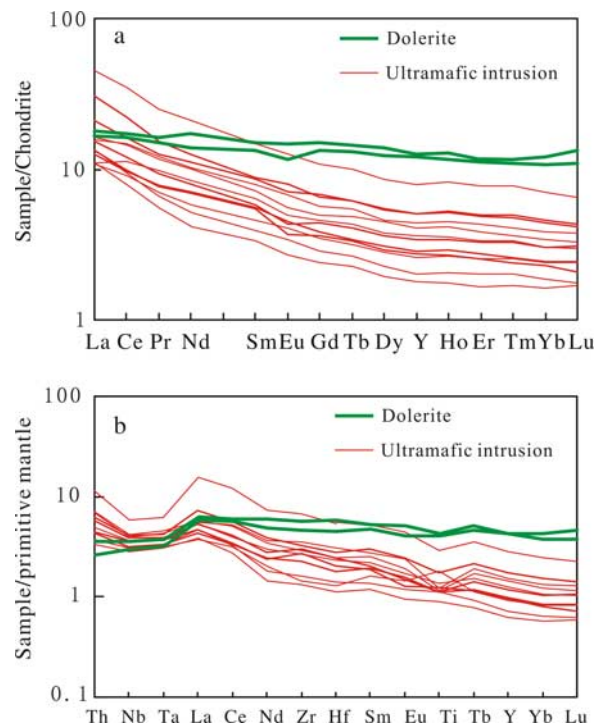 100
a
Dolerite
Ultramafic intrusion
Sample/Chondrite
10
1
La Ce Pr Nd Sm Eu Gd Tb Dy Y Ho Er Tm Yb Lu
100
b
Dolerite
Ultramafic intrusion
Sample/primitive mantle
10
1
0.1
Th Nb Ta La Ce Nd Zr Hf Sm Eu Ti Tb Y Yb Lu